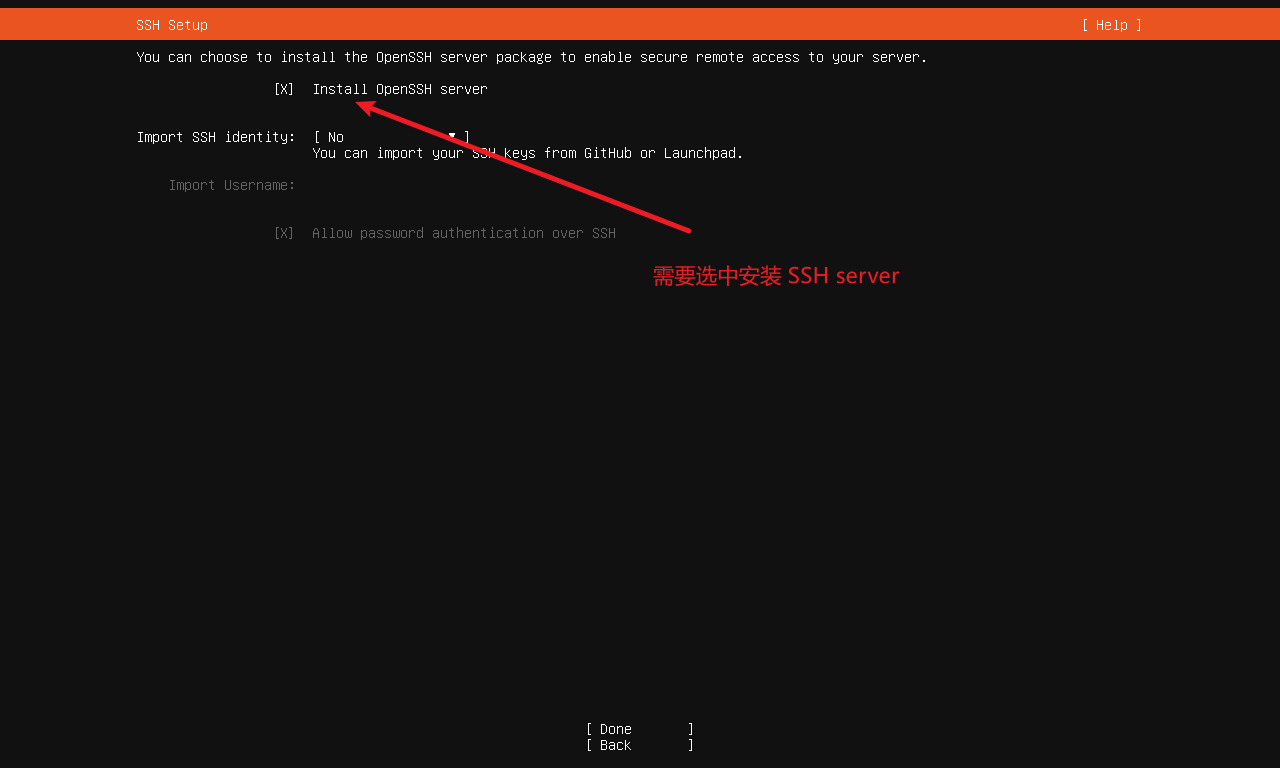 SSH Setup [ Help ]
You can choose to install the OpenSSH server package to enable secure remote access to your server.
[X] Install OpenSSH server
Import SSH identity: [ No ▼ ]
You can import your SSH keys from GitHub or Launchpad.
Import Username:
[X] Allow password authentication over SSH
需要选中安装 SSH server
[ Done ]
[ Back ]